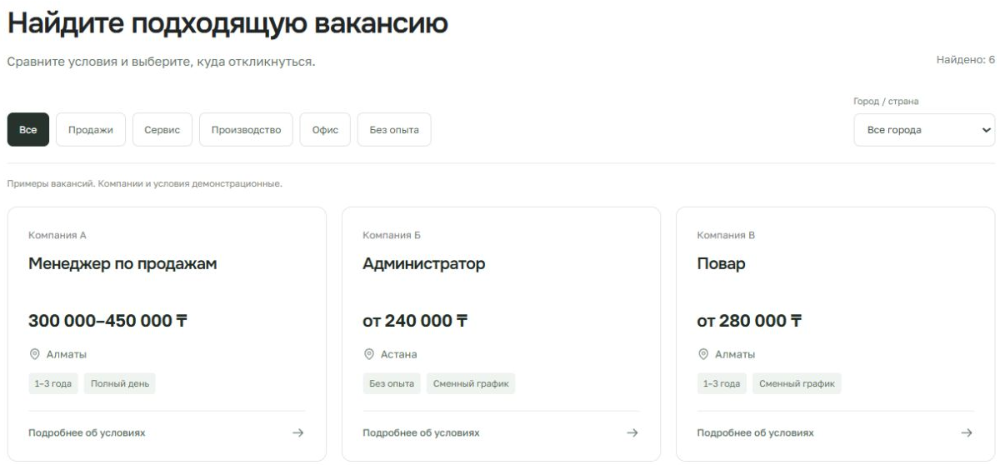 Найдите подходящую вакансию
Сравните условия и выберите, куда откликнуться.
Найдено: 6
Город / страна
Все
Продажи
Сервис
Производство
Офис
Без опыта
Все города
Примеры вакансий. Компании и условия демонстрационные.
Компания А
Менеджер по продажам
300 000–450 000 ₸
Алматы
1–3 года
Полный день
Подробнее об условиях
Компания Б
Администратор
от 240 000 ₸
Астана
Без опыта
Сменный график
Подробнее об условиях
Компания В
Повар
от 280 000 ₸
Алматы
1–3 года
Сменный график
Подробнее об условиях